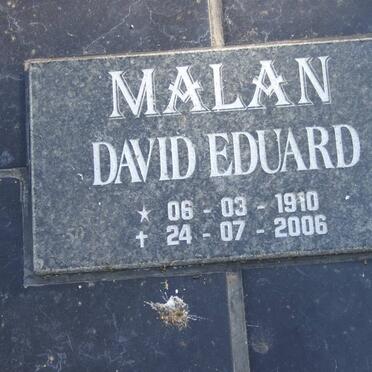 MALAN
DAVID EDUARD
★ 06 - 03 - 1910
✝ 24 - 07 - 2006